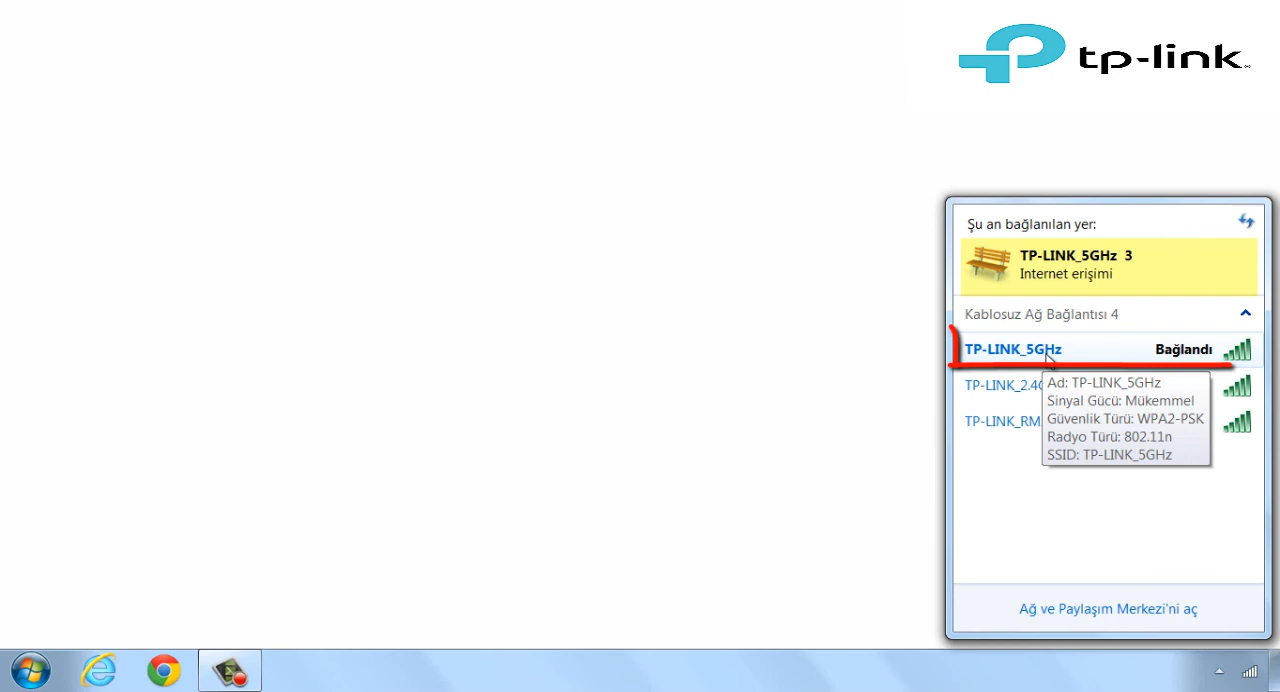 tp-link
Şu an bağlanılan yer:
TP-LINK_5GHz 3
Internet erişimi
Kablosuz Ağ Bağlantısı 4
TP-LINK_5GHz Bağlandı
TP-LINK_2.4G
Ad: TP-LINK_5GHz
Sinyal Gücü: Mükemmel
TP-LINK_RM
Güvenlik Türü: WPA2-PSK
Radyo Türü: 802.11n
SSID: TP-LINK_5GHz
Ağ ve Paylaşım Merkezi'ni aç